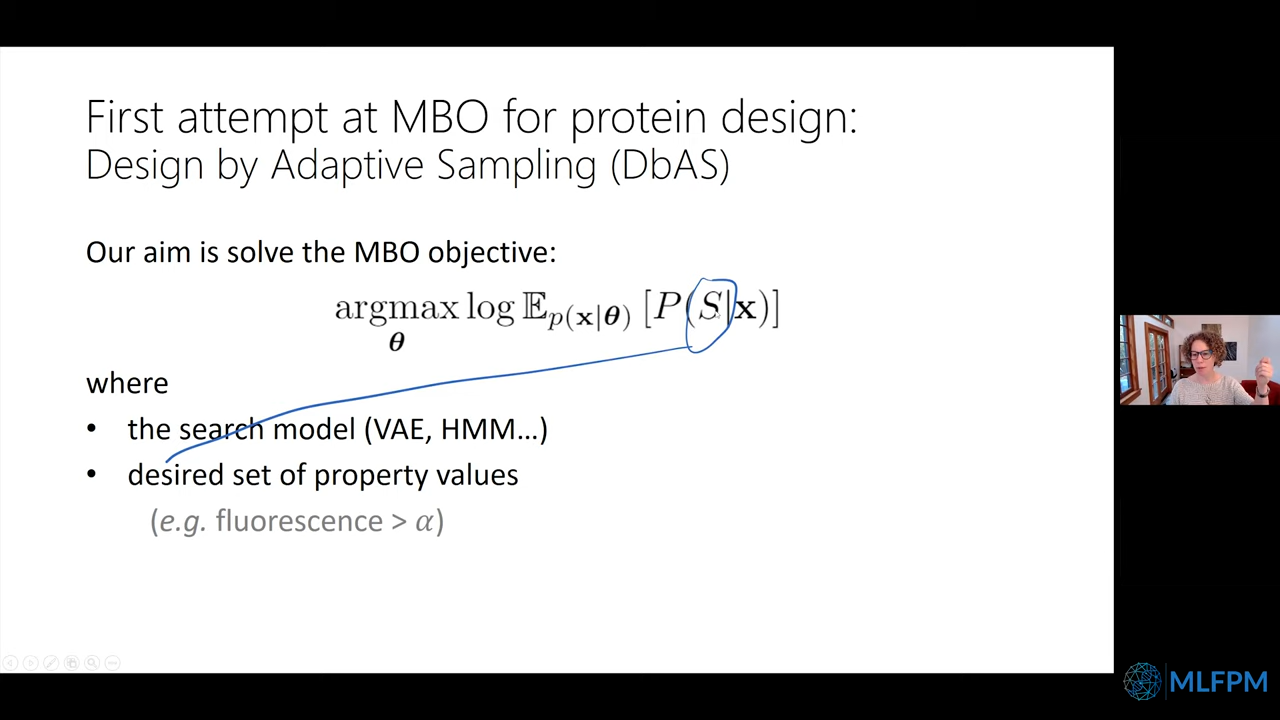 First attempt at MBO for protein design:
Design by Adaptive Sampling (DbAS)
Our aim is solve the MBO objective:
argmax log 𝔼_{p(x|θ)} [P(S|x)]
θ
where
• the search model (VAE, HMM…)
• desired set of property values
(e.g. fluorescence > α)
MLFPM